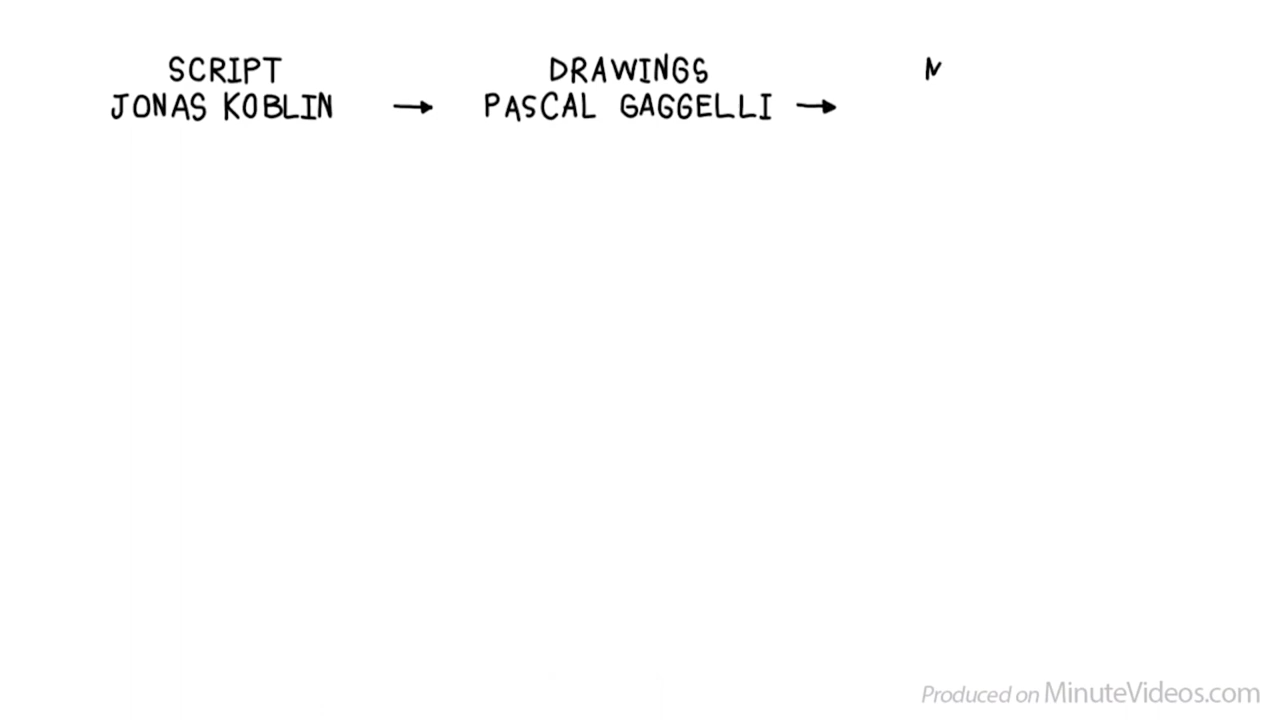 SCRIPT
JONAS KOBLIN → 
DRAWINGS
PASCAL GAGGELLI →
Produced on MinuteVideos.com